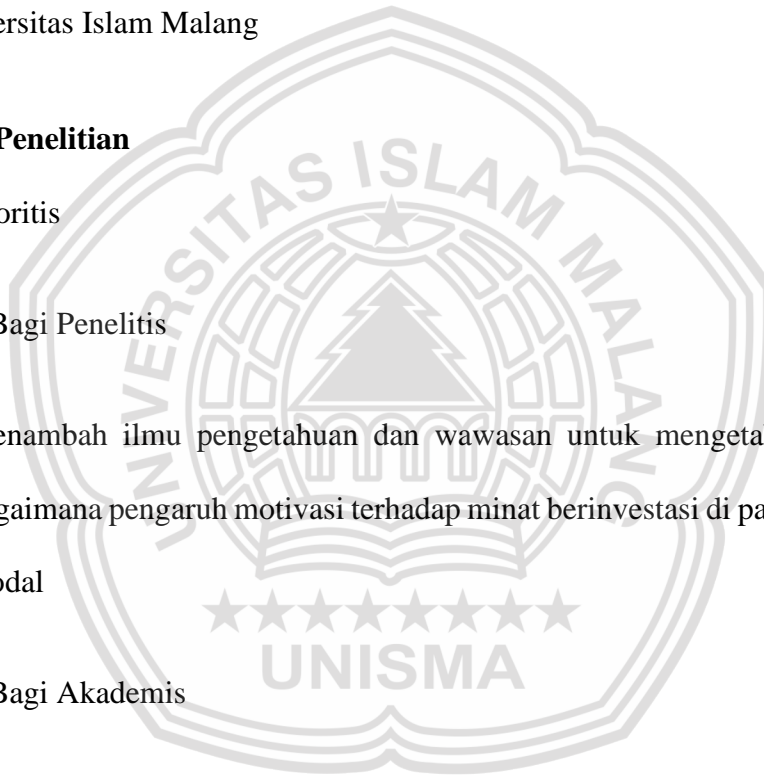 ersitas Islam Malang
Penelitian
oritis
Bagi Penelitis
enambah ilmu pengetahuan dan wawasan untuk mengetah
gaimana pengaruh motivasi terhadap minat berinvestasi di pa
odal
Bagi Akademis
UNIVERSITAS ISLAM MALANG
UNISMA